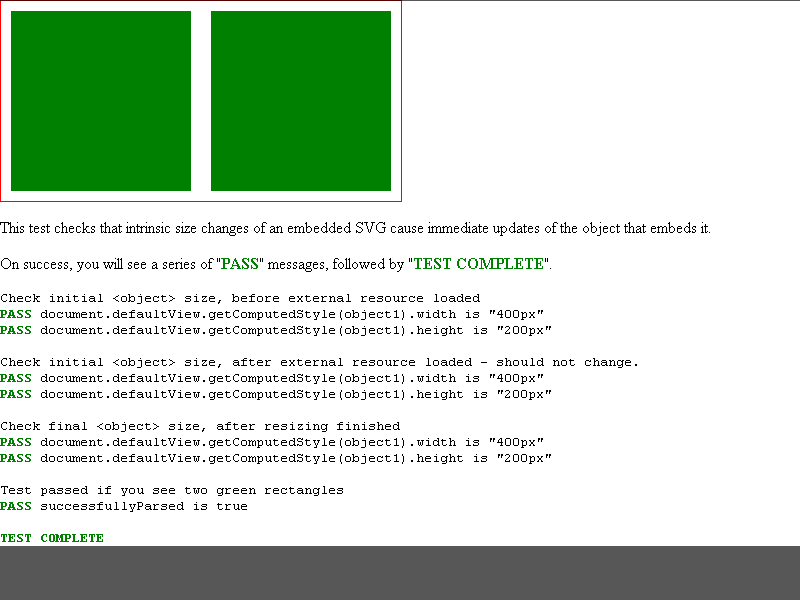 This test checks that intrinsic size changes of an embedded SVG cause immediate updates of the object that embeds it.
On success, you will see a series of "PASS" messages, followed by "TEST COMPLETE".
Check initial <object> size, before external resource loaded
PASS document.defaultView.getComputedStyle(object1).width is "400px"
PASS document.defaultView.getComputedStyle(object1).height is "200px"
Check initial <object> size, after external resource loaded - should not change.
PASS document.defaultView.getComputedStyle(object1).width is "400px"
PASS document.defaultView.getComputedStyle(object1).height is "200px"
Check final <object> size, after resizing finished
PASS document.defaultView.getComputedStyle(object1).width is "400px"
PASS document.defaultView.getComputedStyle(object1).height is "200px"
Test passed if you see two green rectangles
PASS successfullyParsed is true
TEST COMPLETE